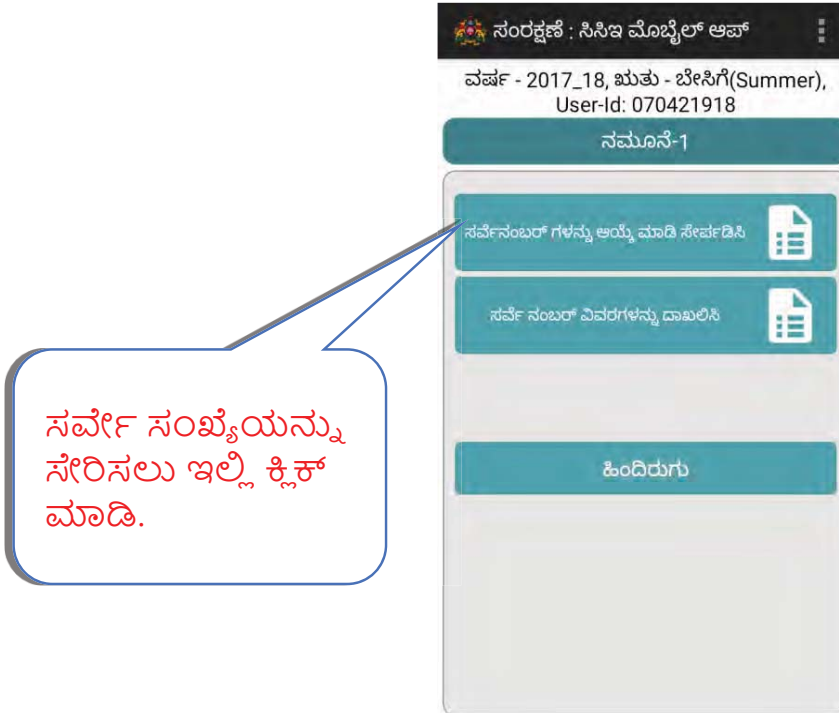 ಸಂರಕ್ಷಣೆ : ಸಿಸಿಇ ಮೊಬೈಲ್ ಆಪ್
ವರ್ಷ - 2017_18, ಋತು - ಬೇಸಿಗೆ(Summer),
User-Id: 070421918
ನಮೂನೆ-1
ಸರ್ವೆನಂಬರ್ ಗಳನ್ನು ಆಯ್ಕೆ ಮಾಡಿ ಸೇರ್ಪಡಿಸಿ
ಸರ್ವೆ ನಂಬರ್ ವಿವರಗಳನ್ನು ದಾಖಲಿಸಿ
ಹಿಂದಿರುಗು
ಸರ್ವೇ ಸಂಖ್ಯೆಯನ್ನು
ಸೇರಿಸಲು ಇಲ್ಲಿ ಕ್ಲಿಕ್
ಮಾಡಿ.